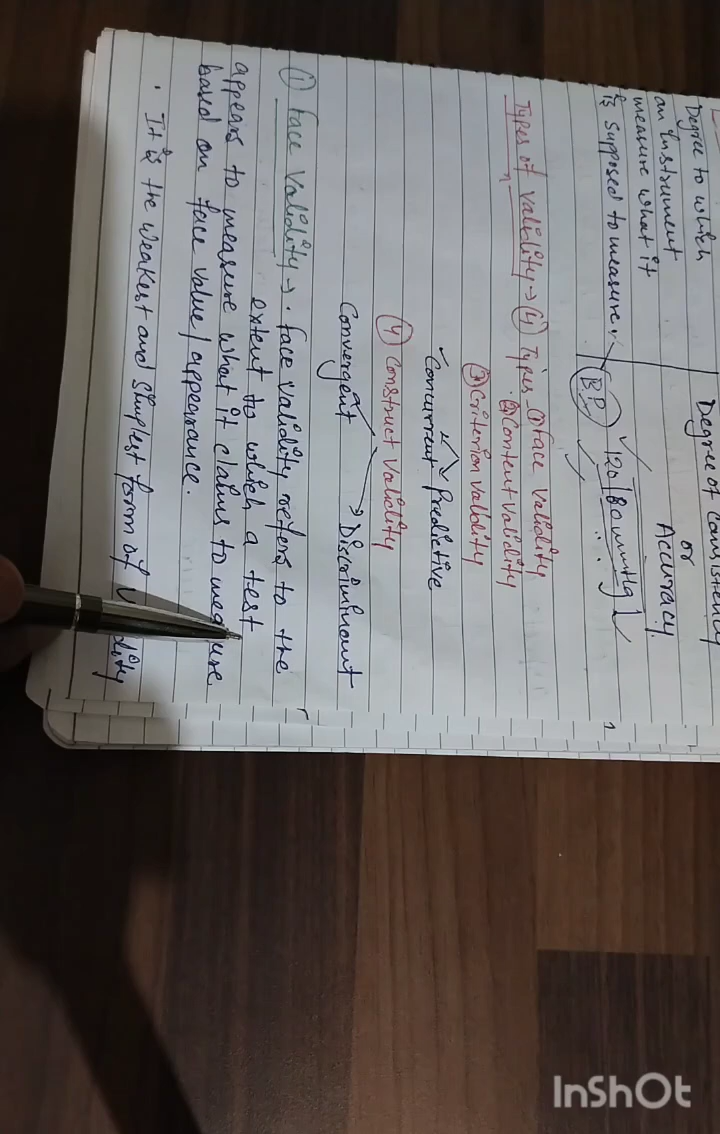 Degree to which
an instrument
measure what it
is supposed to measure.
Degree of consistency
or
Accuracy
BP 120/80 mmHg
Types of Validity → (4) Types ① Face Validity
② Content Validity
③ Criterion Validity
Concurrent Predictive
④ Construct Validity
Convergent Discriminant
① Face Validity → • Face Validity refers to the
extent to which a test
appears to measure what it claims to measure
based on face value/appearance.
• It is the weakest and simplest form of
InShOt